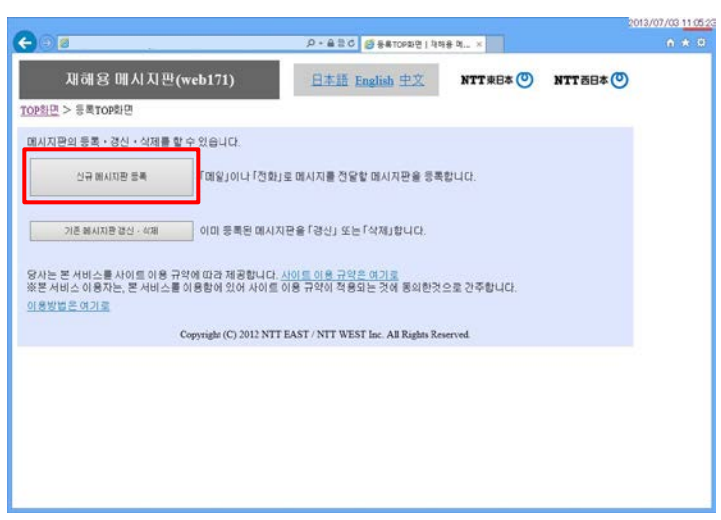 2013/07/03 11:05:23
등록TOP화면 | 재해용 메... ×
재해용 메시지판(web171)
日本語 English 中文
NTT東日本
NTT西日本
TOP화면 > 등록TOP화면
메시지판의 등록・갱신・삭제를 할 수 있습니다.
신규 메시지판 등록
「메일」이나 「전화」로 메시지를 전달할 메시지판을 등록합니다.
기존 메시지판 갱신・삭제
이미 등록된 메시지판을 「갱신」 또는 「삭제」합니다.
당사는 본 서비스를 사이트 이용 규약에 따라 제공합니다. 사이트 이용 규약은 여기로
※본 서비스 이용자는, 본 서비스를 이용함에 있어 사이트 이용 규약이 적용되는 것에 동의한것으로 간주합니다.
이용방법은 여기로
Copyright (C) 2012 NTT EAST / NTT WEST Inc. All Rights Reserved.